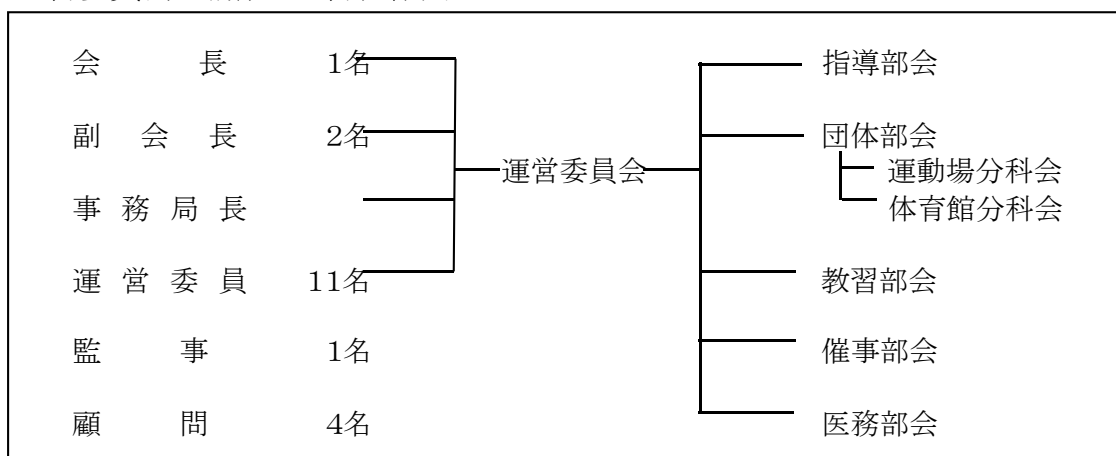 会長 1名
副会長 2名
事務局長
運営委員 11名
監事 1名
顧問 4名
運営委員会
指導部会
団体部会
運動場分科会
体育館分科会
教習部会
催事部会
医務部会